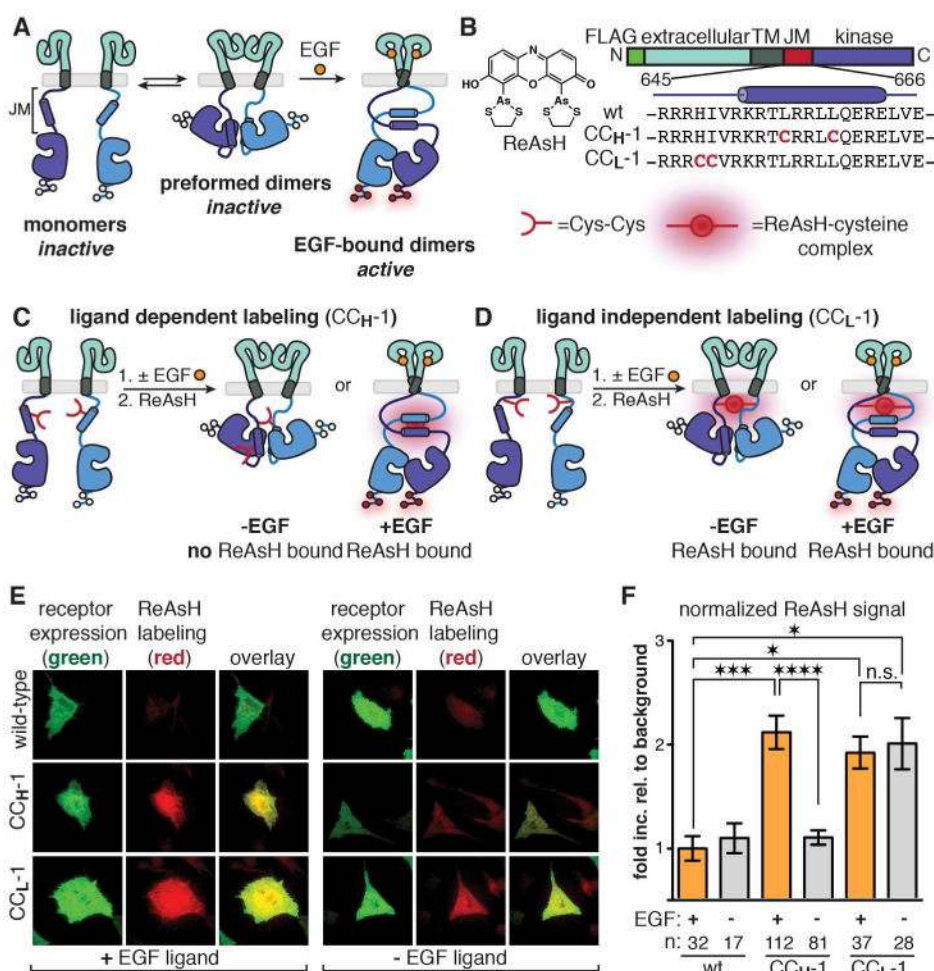 A
EGF
JM
monomers
inactive
preformed dimers
inactive
EGF-bound dimers
active
B
FLAG extracellular TM JM kinase
N
C
645
666
wt
–RRRHIVRKRTLRRLLQERELVE–
CCH-1
–RRRHIVRKRTCRRLCQERELVE–
CCL-1
–RRRCCVRKRTLRRLLQERELVE–
HO
O
N
O
As
As
S
S
S
S
ReAsH
=Cys-Cys
=ReAsH-cysteine
complex
C
ligand dependent labeling (CCH-1)
1. ± EGF
2. ReAsH
or
-EGF
no ReAsH bound
+EGF
ReAsH bound
D
ligand independent labeling (CCL-1)
1. ± EGF
2. ReAsH
or
-EGF
ReAsH bound
+EGF
ReAsH bound
E
receptor
expression
(green)
ReAsH
labeling
(red)
overlay
receptor
expression
(green)
ReAsH
labeling
(red)
overlay
wild-type
CCH-1
CCL-1
+ EGF ligand
- EGF ligand
F
normalized ReAsH signal
fold inc. rel. to background
3
2
1
✶
✶
✶✶✶
✶✶✶✶
n.s.
EGF: + - + - + -
n: 32 17 112 81 37 28
wt CCH-1 CCL-1